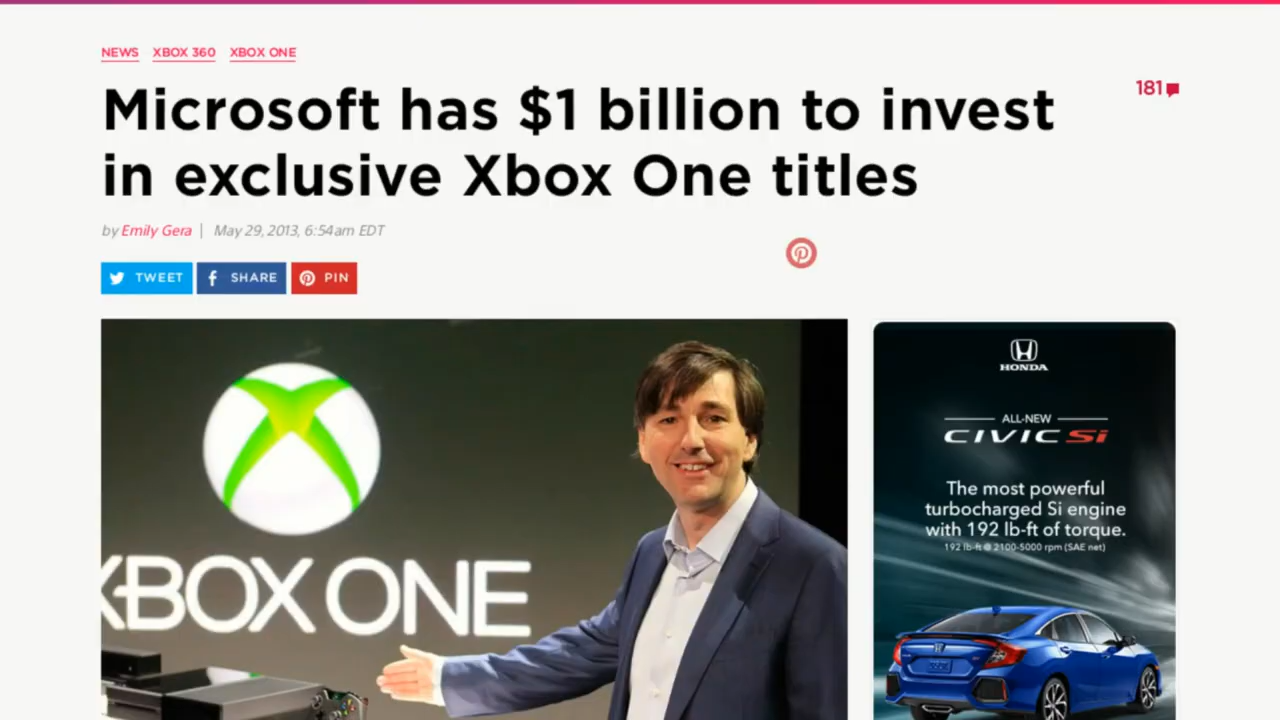 NEWS XBOX 360 XBOX ONE
181
Microsoft has $1 billion to invest
in exclusive Xbox One titles
by Emily Gera | May 29, 2013, 6:54am EDT
TWEET SHARE PIN
XBOX ONE
HONDA
ALL-NEW
CIVIC Si
The most powerful
turbocharged Si engine
with 192 lb-ft of torque.
192 lb-ft @ 2100-5000 rpm (SAE net)